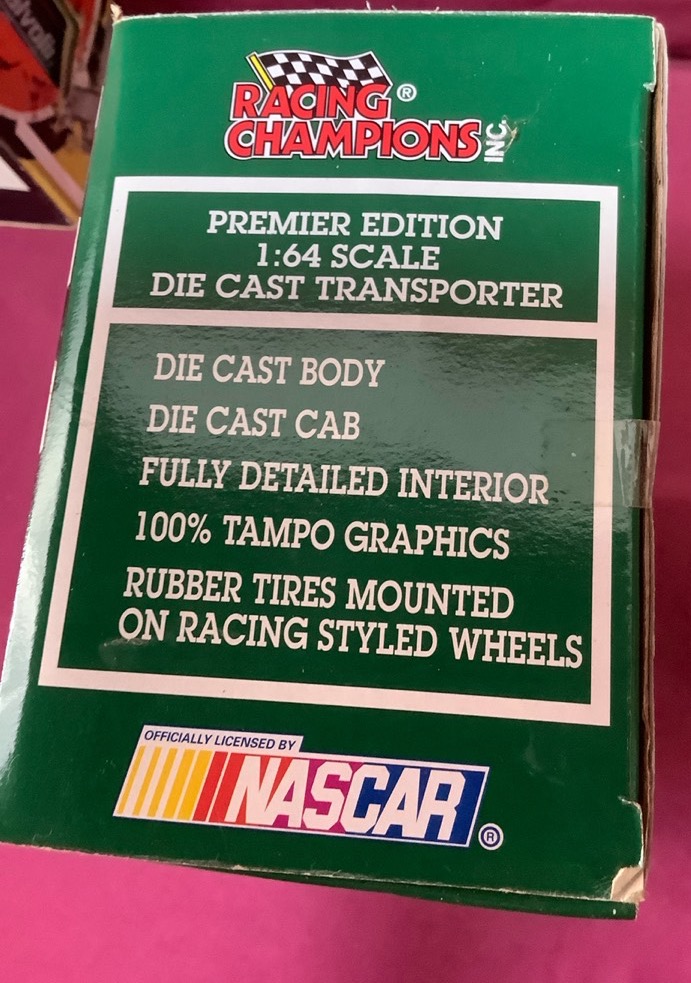 RACING ®
CHAMPIONS INC.
PREMIER EDITION
1:64 SCALE
DIE CAST TRANSPORTER
DIE CAST BODY
DIE CAST CAB
FULLY DETAILED INTERIOR
100% TAMPO GRAPHICS
RUBBER TIRES MOUNTED
ON RACING STYLED WHEELS
OFFICIALLY LICENSED BY
NASCAR ®